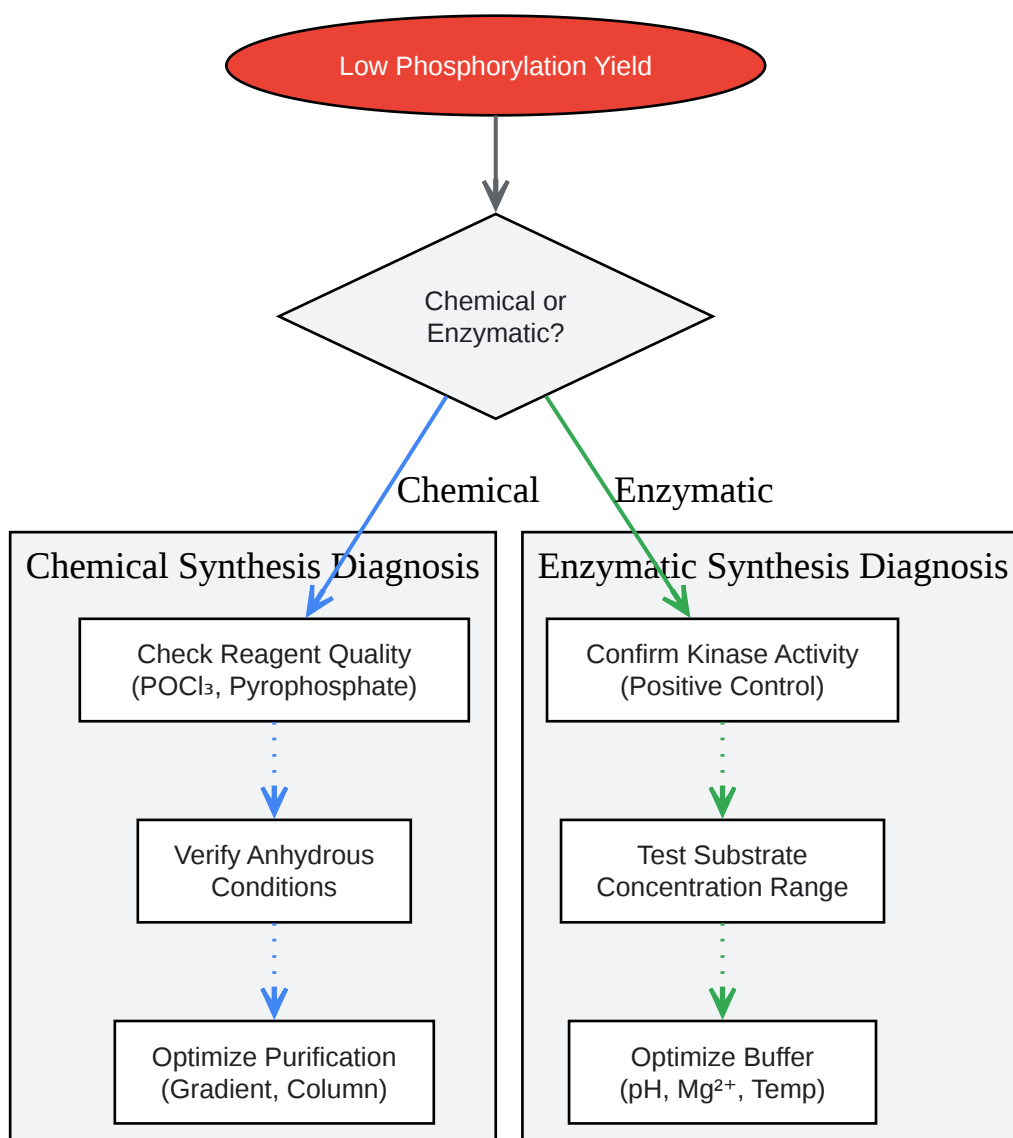 Low Phosphorylation Yield
Chemical or
Enzymatic?
Chemical
Enzymatic
Chemical Synthesis Diagnosis
Check Reagent Quality
(POCl₃, Pyrophosphate)
Verify Anhydrous
Conditions
Optimize Purification
(Gradient, Column)
Enzymatic Synthesis Diagnosis
Confirm Kinase Activity
(Positive Control)
Test Substrate
Concentration Range
Optimize Buffer
(pH, Mg²⁺, Temp)